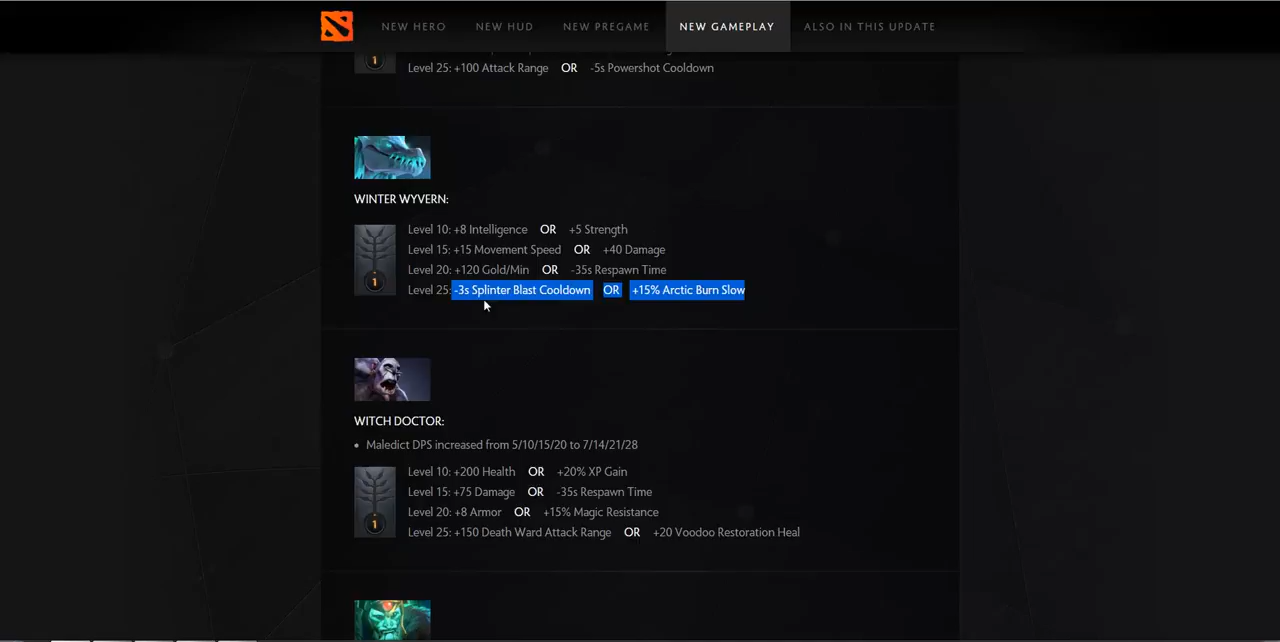 NEW HERO NEW HUD NEW PREGAME NEW GAMEPLAY ALSO IN THIS UPDATE
1
Level 25: +100 Attack Range OR -5s Powershot Cooldown
WINTER WYVERN:
Level 10: +8 Intelligence OR +5 Strength
Level 15: +15 Movement Speed OR +40 Damage
Level 20: +120 Gold/Min OR -35s Respawn Time
1
Level 25: -3s Splinter Blast Cooldown OR +15% Arctic Burn Slow
WITCH DOCTOR:
• Maledict DPS increased from 5/10/15/20 to 7/14/21/28
Level 10: +200 Health OR +20% XP Gain
Level 15: +75 Damage OR -35s Respawn Time
Level 20: +8 Armor OR +15% Magic Resistance
1
Level 25: +150 Death Ward Attack Range OR +20 Voodoo Restoration Heal